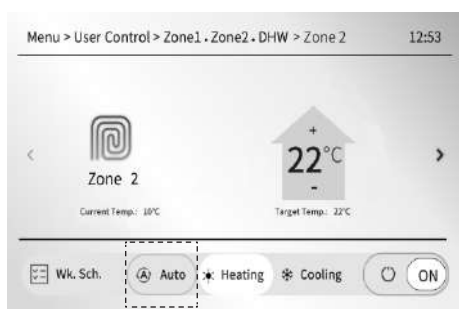 Menu > User Control > Zone1 . Zone2 . DHW > Zone 2 12:53
+
22°C
-
Zone 2
Current Temp.: 10°C Target Temp.: 22°C
Wk. Sch. A Auto Heating Cooling ON